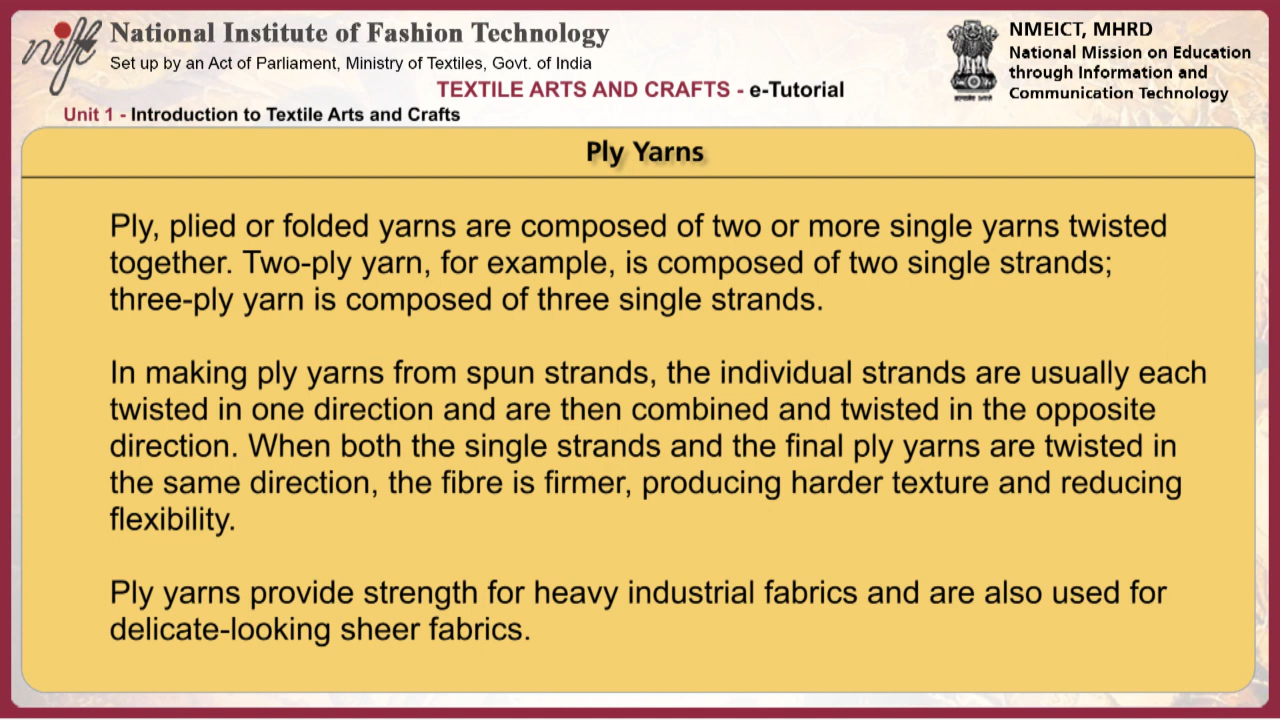 nift
National Institute of Fashion Technology
Set up by an Act of Parliament, Ministry of Textiles, Govt. of India
NMEICT, MHRD
National Mission on Education
through Information and
Communication Technology
TEXTILE ARTS AND CRAFTS - e-Tutorial
Unit 1 - Introduction to Textile Arts and Crafts
Ply Yarns
Ply, plied or folded yarns are composed of two or more single yarns twisted
together. Two-ply yarn, for example, is composed of two single strands;
three-ply yarn is composed of three single strands.
In making ply yarns from spun strands, the individual strands are usually each
twisted in one direction and are then combined and twisted in the opposite
direction. When both the single strands and the final ply yarns are twisted in
the same direction, the fibre is firmer, producing harder texture and reducing
flexibility.
Ply yarns provide strength for heavy industrial fabrics and are also used for
delicate-looking sheer fabrics.